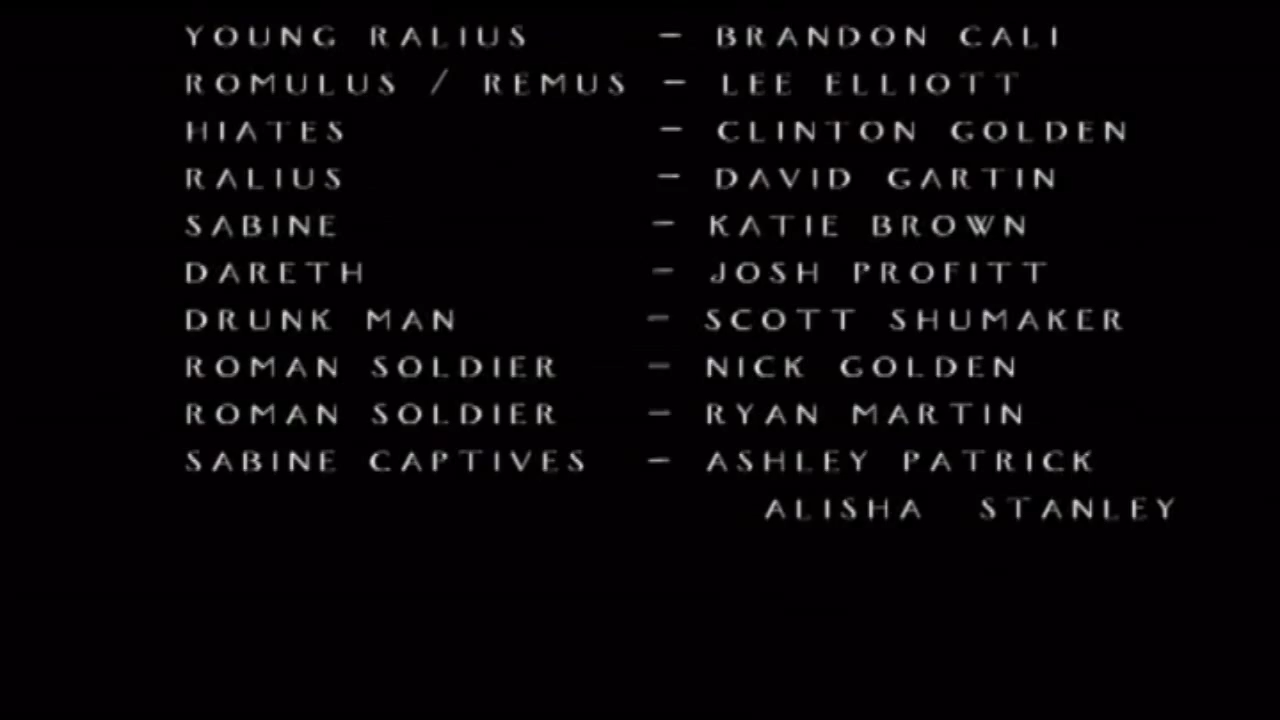 YOUNG RALIUS - BRANDON CALI
ROMULUS / REMUS - LEE ELLIOTT
HIATES - CLINTON GOLDEN
RALIUS - DAVID GARTIN
SABINE - KATIE BROWN
DARETH - JOSH PROFITT
DRUNK MAN - SCOTT SHUMAKER
ROMAN SOLDIER - NICK GOLDEN
ROMAN SOLDIER - RYAN MARTIN
SABINE CAPTIVES - ASHLEY PATRICK
ALISHA STANLEY